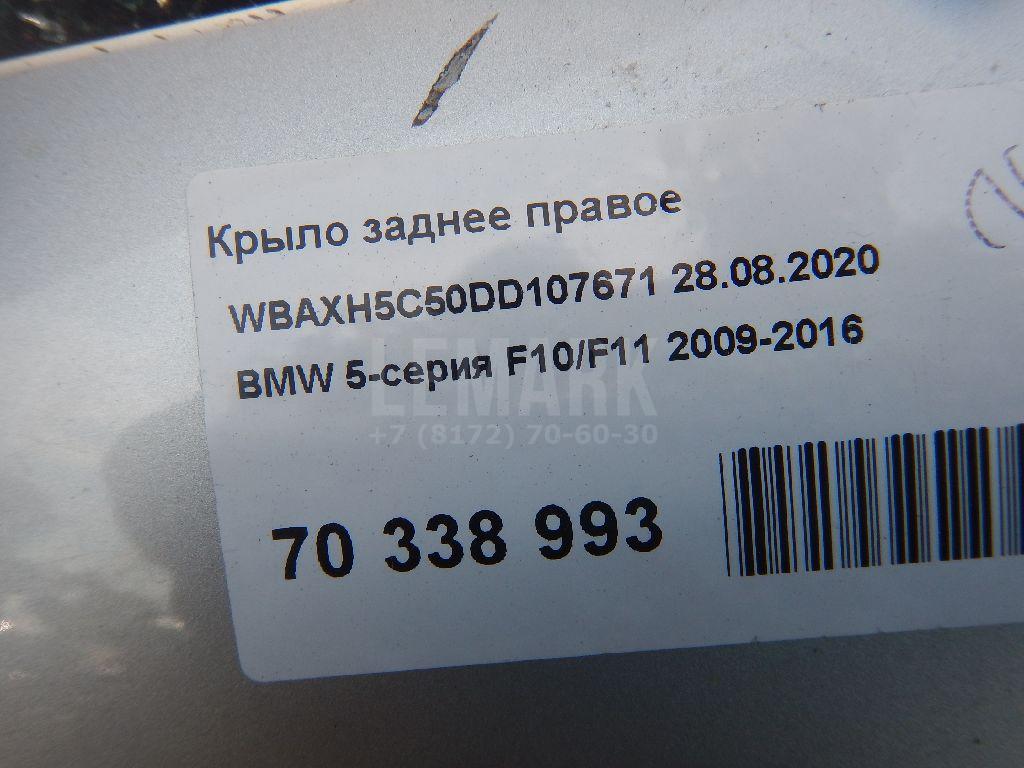 Крыло заднее правое
WBAXH5C50DD107671 28.08.2020
BMW 5-серия F10/F11 2009-2016
LEMARK
+7 (8172) 70-60-30
70 338 993